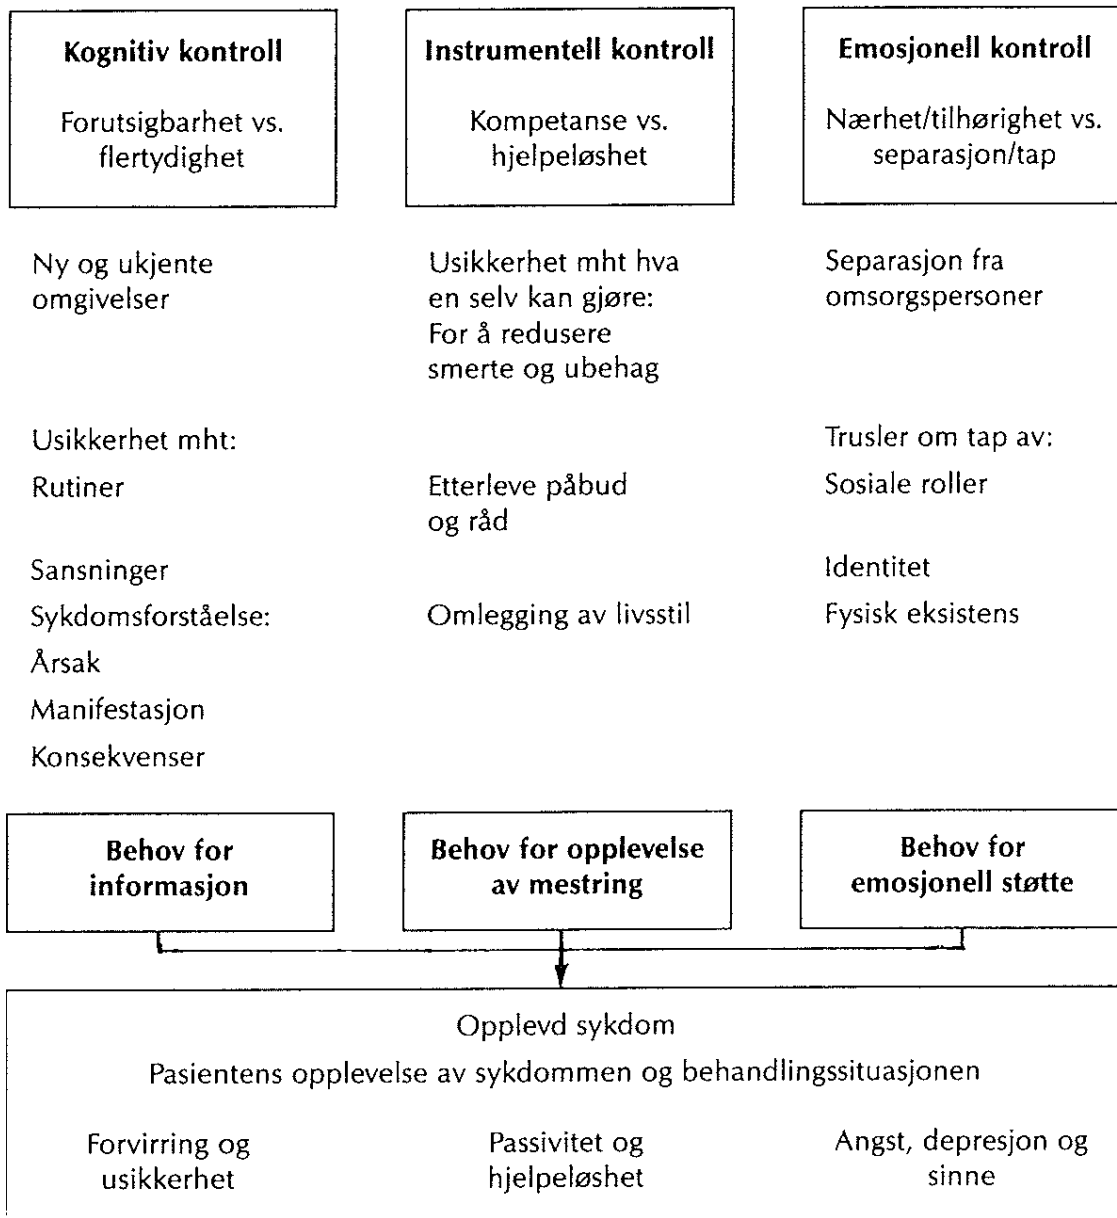 Kognitiv kontroll
Forutsigbarhet vs.
flertydighet
Instrumentell kontroll
Kompetanse vs.
hjelpeløshet
Emosjonell kontroll
Nærhet/tilhørighet vs.
separasjon/tap
Ny og ukjente
omgivelser
Usikkerhet mht:
Rutiner
Sansninger
Sykdomsforståelse:
Årsak
Manifestasjon
Konsekvenser
Usikkerhet mht hva
en selv kan gjøre:
For å redusere
smerte og ubehag
Etterleve påbud
og råd
Omlegging av livsstil
Separasjon fra
omsorgspersoner
Trusler om tap av:
Sosiale roller
Identitet
Fysisk eksistens
Behov for
informasjon
Behov for opplevelse
av mestring
Behov for
emosjonell støtte
Opplevd sykdom
Pasientens opplevelse av sykdommen og behandlingssituasjonen
Forvirring og
usikkerhet
Passivitet og
hjelpeløshet
Angst, depresjon og
sinne